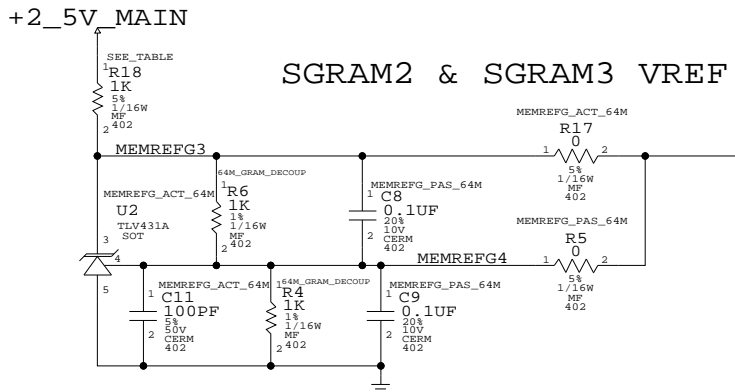 +2_5V_MAIN
SGRAM2 & SGRAM3 VREF
SEE_TABLE
1
R18
1K
5%
1/16W
MF
402
2
MEMREFG3
MEMREFG_ACT_64M
R17
0
1
2
5%
1/16W
MF
402
MEMREFG_ACT_64M
U2
TLV431A
SOT
3
4
5
64M_GRAM_DECOUP
1
R6
1K
1%
1/16W
MF
402
2
MEMREFG_PAS_64M
1
C8
0.1UF
20%
10V
CERM
402
2
MEMREFG4
MEMREFG_PAS_64M
R5
0
1
2
5%
1/16W
MF
402
MEMREFG_ACT_64M
1
C11
100PF
5%
50V
CERM
402
2
64M_GRAM_DECOUP
1
R4
1K
1%
1/16W
MF
402
2
MEMREFG_PAS_64M
1
C9
0.1UF
20%
10V
CERM
402
2